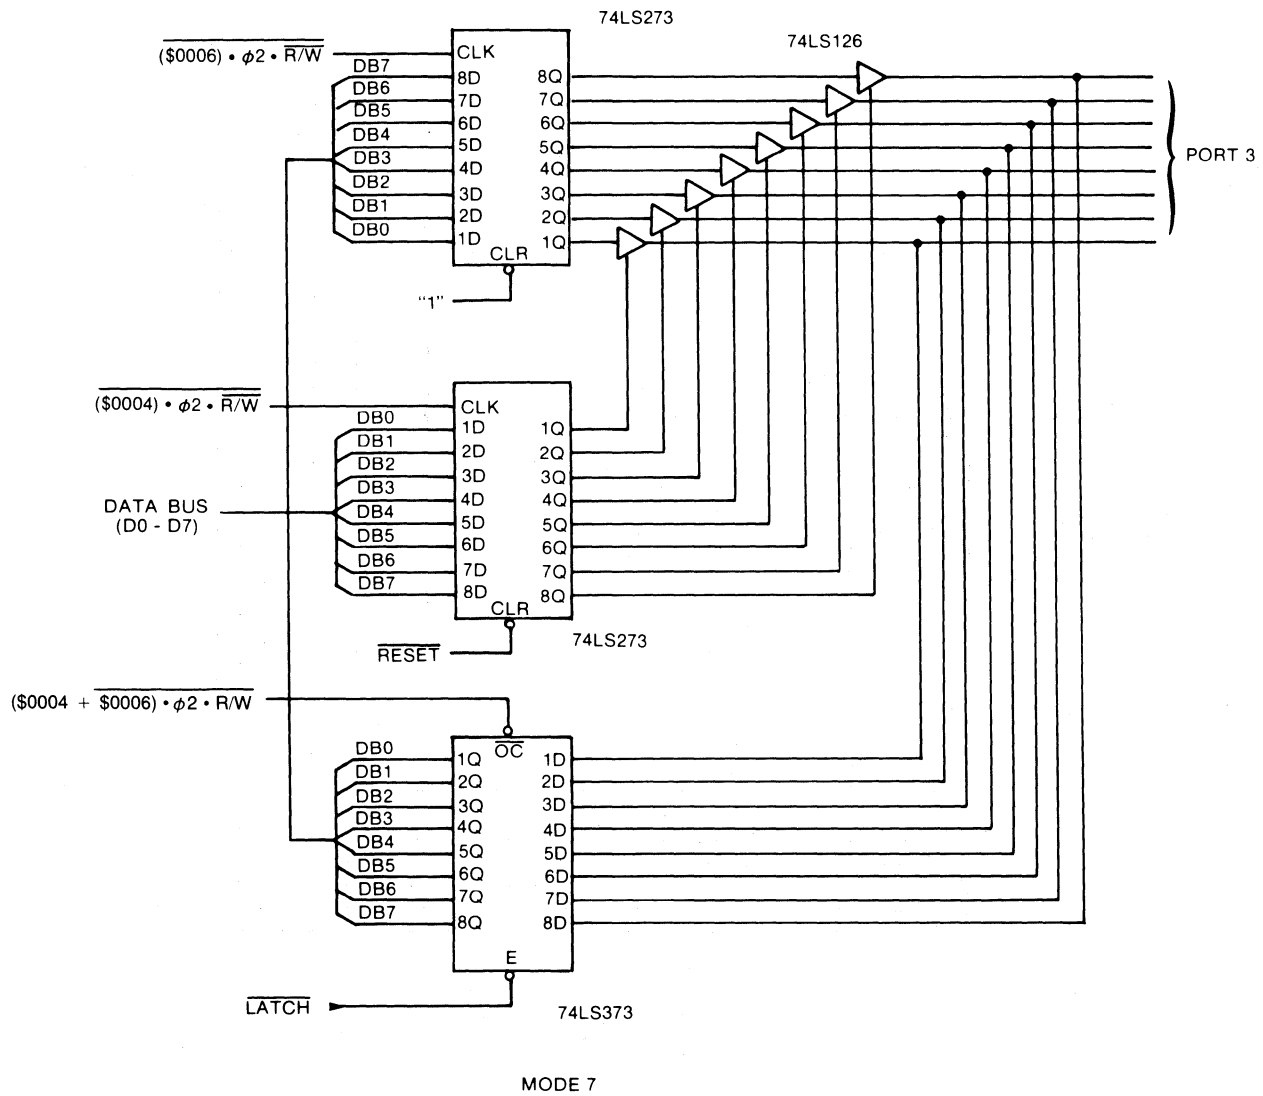 74LS273
74LS126
($0006) • ϕ2 • R̅/̅W̅
CLK
DB7
8D
8Q
DB6
7D
7Q
DB5
6D
6Q
DB4
5D
5Q
DB3
4D
4Q
DB2
3D
3Q
DB1
2D
2Q
DB0
1D
1Q
PORT 3
CLR
“1”
($0004) • ϕ2 • R̅/̅W̅
CLK
DB0
1D
1Q
DB1
2D
2Q
DB2
3D
3Q
DB3
4D
4Q
DB4
5D
5Q
DB5
6D
6Q
DB6
7D
7Q
DB7
8D
8Q
DATA BUS
(D0 - D7)
CLR
74LS273
RESET
($0004 + $0006) • ϕ2 • R/W
OC
DB0
1Q
1D
DB1
2Q
2D
DB2
3Q
3D
DB3
4Q
4D
DB4
5Q
5D
DB5
6Q
6D
DB6
7Q
7D
DB7
8Q
8D
E
LATCH
74LS373
MODE 7